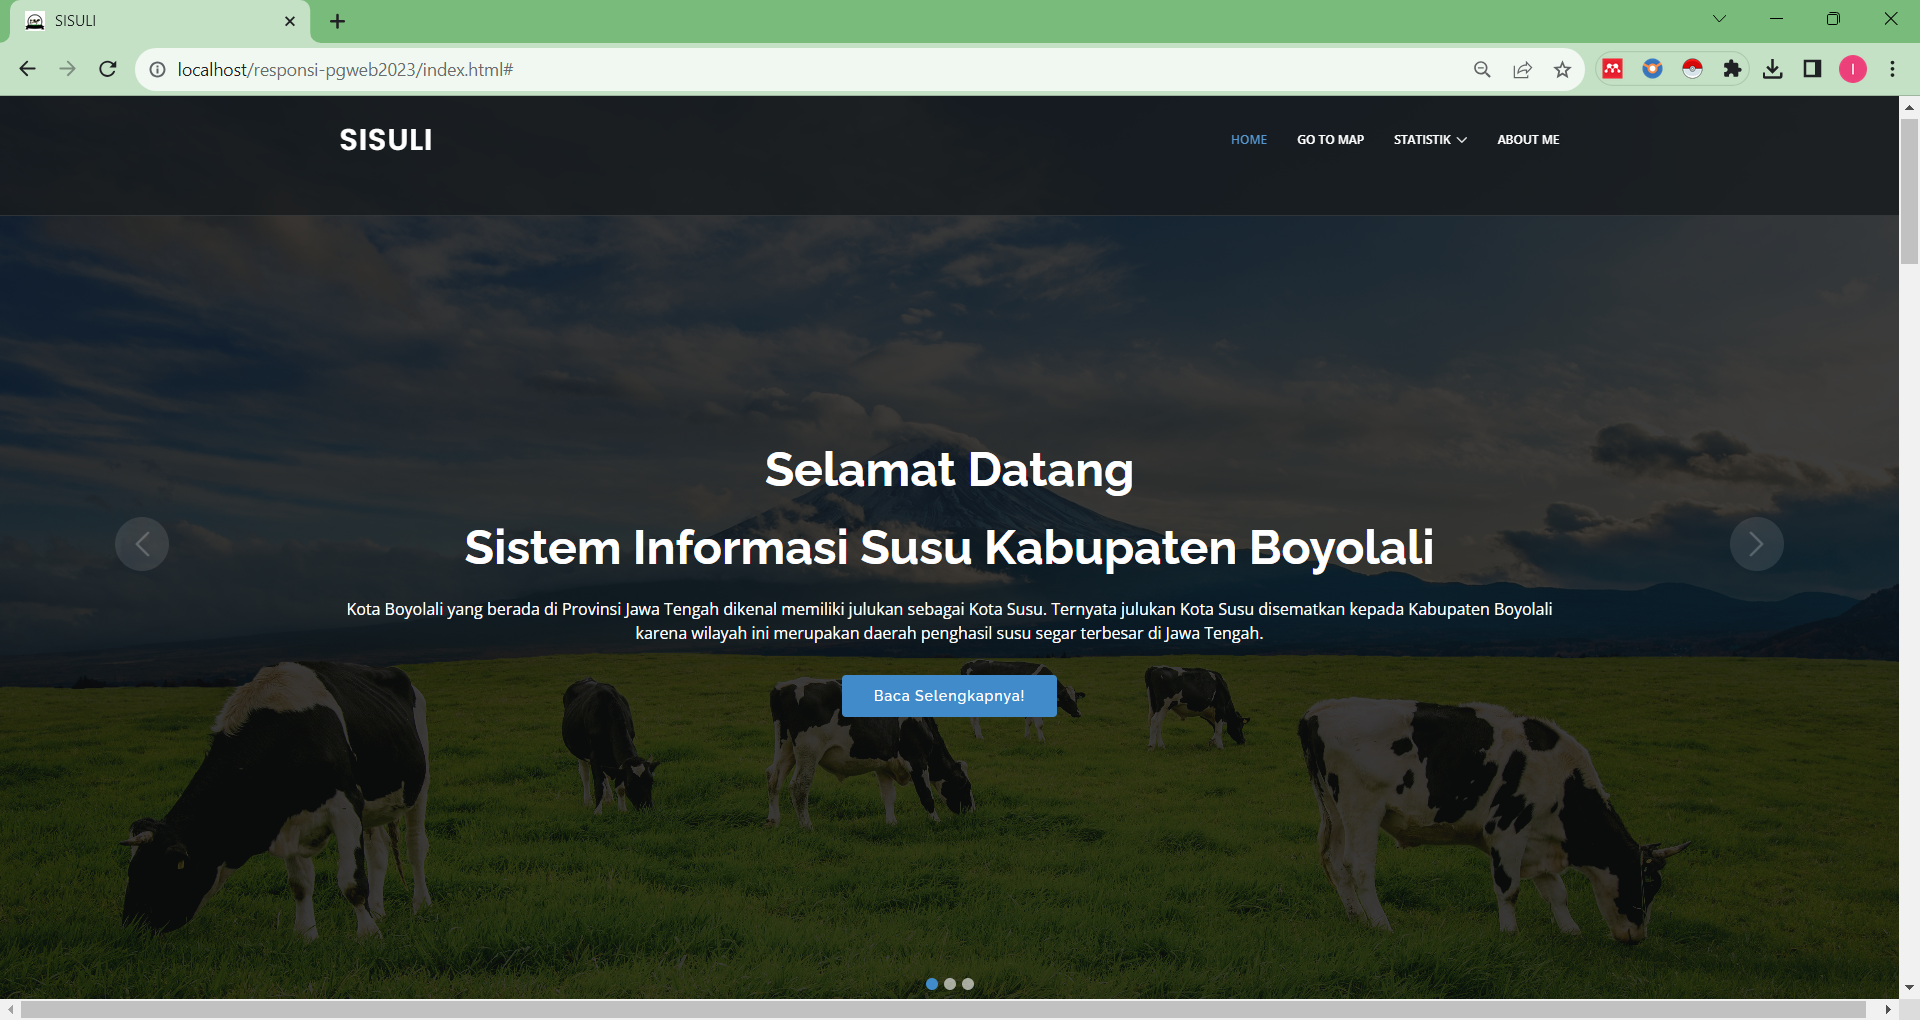 SISULI
localhost/responsi-pgweb2023/index.html#
I
SISULI
HOME GO TO MAP STATISTIK ABOUT ME
Selamat Datang
Sistem Informasi Susu Kabupaten Boyolali
Kota Boyolali yang berada di Provinsi Jawa Tengah dikenal memiliki julukan sebagai Kota Susu. Ternyata julukan Kota Susu disematkan kepada Kabupaten Boyolali
karena wilayah ini merupakan daerah penghasil susu segar terbesar di Jawa Tengah.
Baca Selengkapnya!